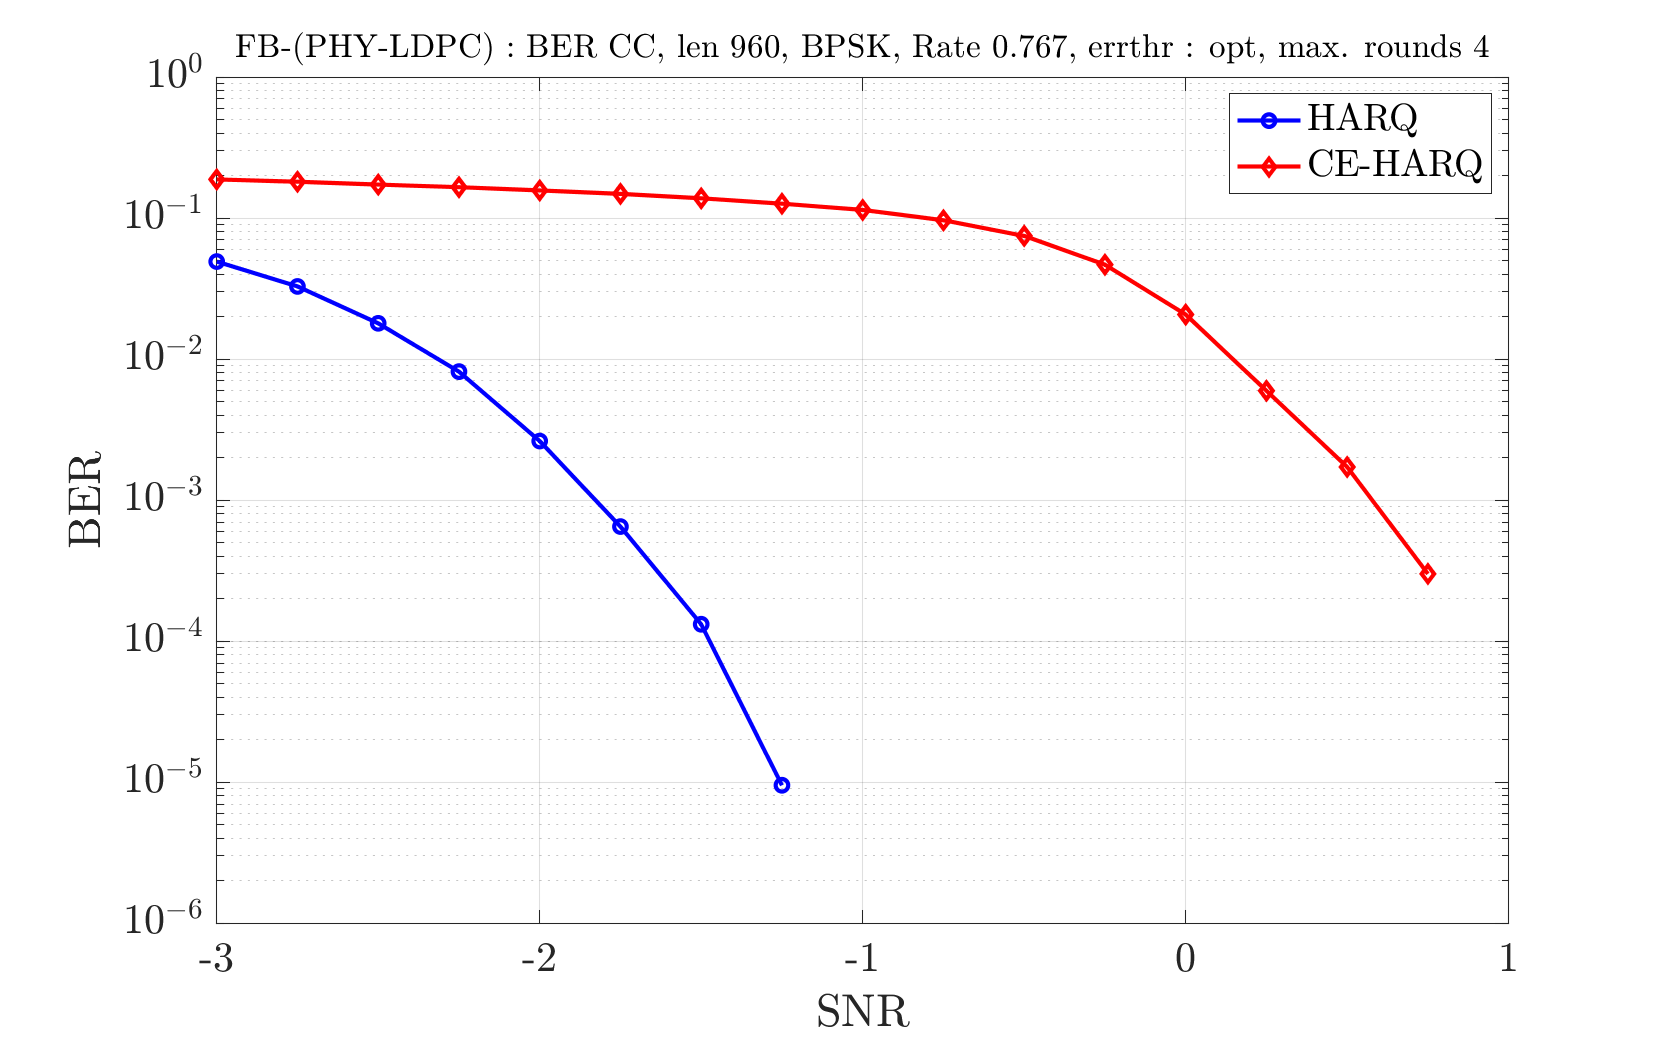 FB-(PHY-LDPC) : BER CC, len 960, BPSK, Rate 0.767, errthr : opt, max. rounds 4
10^0
10^{-1}
10^{-2}
10^{-3}
10^{-4}
10^{-5}
10^{-6}
BER
HARQ
CE-HARQ
-3 -2 -1 0 1
SNR